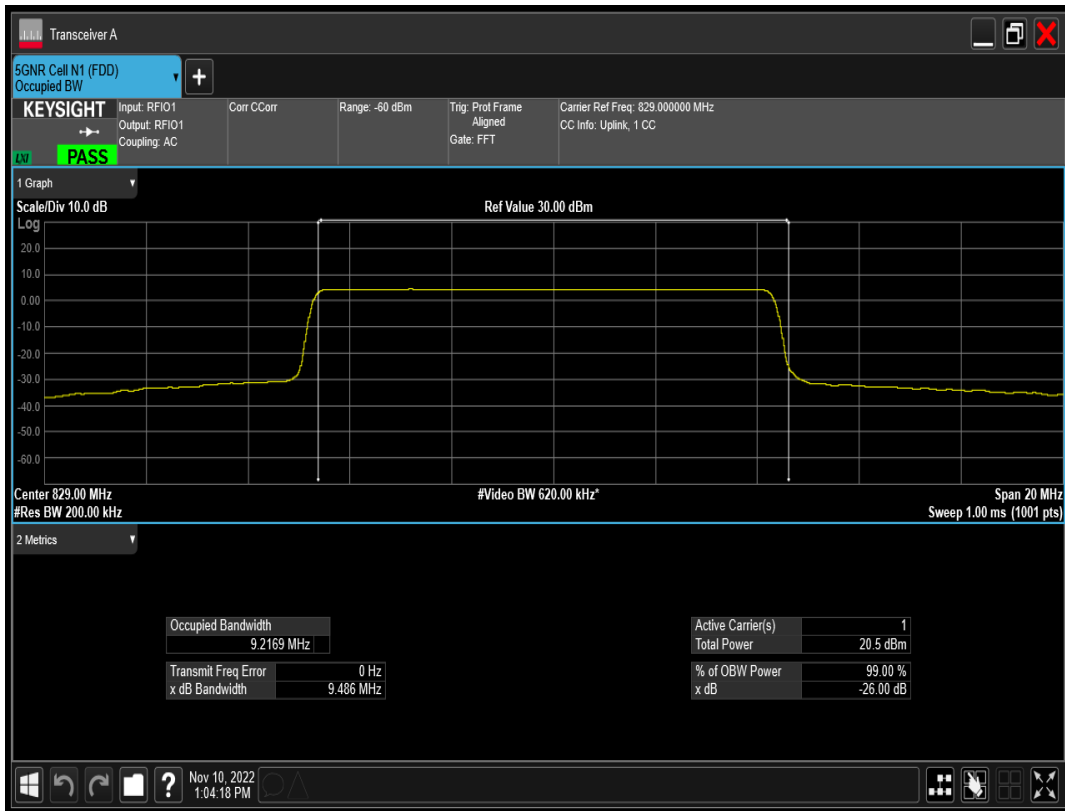 Transceiver A
5GNR Cell N1 (FDD)
Occupied BW
+
KEYSIGHT
LXI
PASS
Input: RFIO1
Output: RFIO1
Coupling: AC
Corr CCorr
Range: -60 dBm
Trig: Prot Frame
Aligned
Gate: FFT
Carrier Ref Freq: 829.000000 MHz
CC Info: Uplink, 1 CC
1 Graph
Scale/Div 10.0 dB
Ref Value 30.00 dBm
Log
20.0
10.0
0.00
-10.0
-20.0
-30.0
-40.0
-50.0
-60.0
Center 829.00 MHz
#Video BW 620.00 kHz*
Span 20 MHz
#Res BW 200.00 kHz
Sweep 1.00 ms (1001 pts)
2 Metrics
Occupied Bandwidth
9.2169 MHz
Transmit Freq Error 0 Hz
x dB Bandwidth 9.486 MHz
Active Carrier(s) 1
Total Power 20.5 dBm
% of OBW Power 99.00 %
x dB -26.00 dB
?
Nov 10, 2022
1:04:18 PM